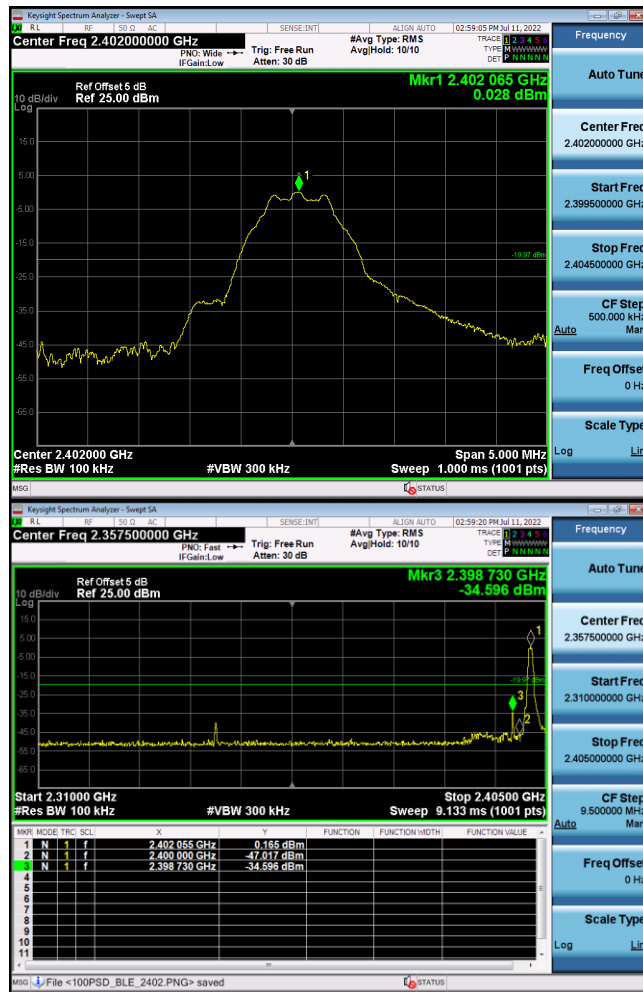 Keysight Spectrum Analyzer - Swept SA
RL RF 50 Ω AC SENSE:INT ALIGN AUTO 02:59:05 PM Jul 11, 2022
Center Freq 2.402000000 GHz
PNO: Wide
IFGain:Low
Trig: Free Run
Atten: 30 dB
#Avg Type: RMS
Avg|Hold: 10/10
TRACE 1 2 3 4 5 6
TYPE M
DET P N N N N N
Frequency
Auto Tune
Center Freq
2.402000000 GHz
Start Freq
2.399500000 GHz
Stop Freq
2.404500000 GHz
CF Step
500.000 kHz
Auto Man
Freq Offset
0 Hz
Scale Type
Log Lin
Mkr1 2.402 065 GHz
0.028 dBm
Ref Offset 5 dB
Ref 25.00 dBm
10 dB/div
Log
15.0
5.00
-5.00
-15.0
-25.0
-35.0
-45.0
-55.0
-65.0
1
-19.97 dBm
Center 2.402000 GHz
Span 5.000 MHz
#Res BW 100 kHz
#VBW 300 kHz
Sweep 1.000 ms (1001 pts)
MSG
STATUS
Keysight Spectrum Analyzer - Swept SA
RL RF 50 Ω AC SENSE:INT ALIGN AUTO 02:59:20 PM Jul 11, 2022
Center Freq 2.357500000 GHz
PNO: Fast
IFGain:Low
Trig: Free Run
Atten: 30 dB
#Avg Type: RMS
Avg|Hold: 10/10
TRACE 1 2 3 4 5 6
TYPE M
DET P N N N N N
Frequency
Auto Tune
Center Freq
2.357500000 GHz
Start Freq
2.310000000 GHz
Stop Freq
2.405000000 GHz
CF Step
9.500000 MHz
Auto Man
Freq Offset
0 Hz
Scale Type
Log Lin
Mkr3 2.398 730 GHz
-34.596 dBm
Ref Offset 5 dB
Ref 25.00 dBm
10 dB/div
Log
15.0
5.00
-5.00
-15.0
-25.0
-35.0
-45.0
-55.0
-65.0
1
-19.97 dBm
3
2
Start 2.31000 GHz
Stop 2.40500 GHz
#Res BW 100 kHz
#VBW 300 kHz
Sweep 9.133 ms (1001 pts)
MKR MODE TRC SCL X Y FUNCTION FUNCTION WIDTH FUNCTION VALUE
1 N 1 f 2.402 055 GHz 0.165 dBm
2 N 1 f 2.400 000 GHz -47.017 dBm
3 N 1 f 2.398 730 GHz -34.596 dBm
4
5
6
7
8
9
10
11
MSG File <100PSD_BLE_2402.PNG> saved
STATUS